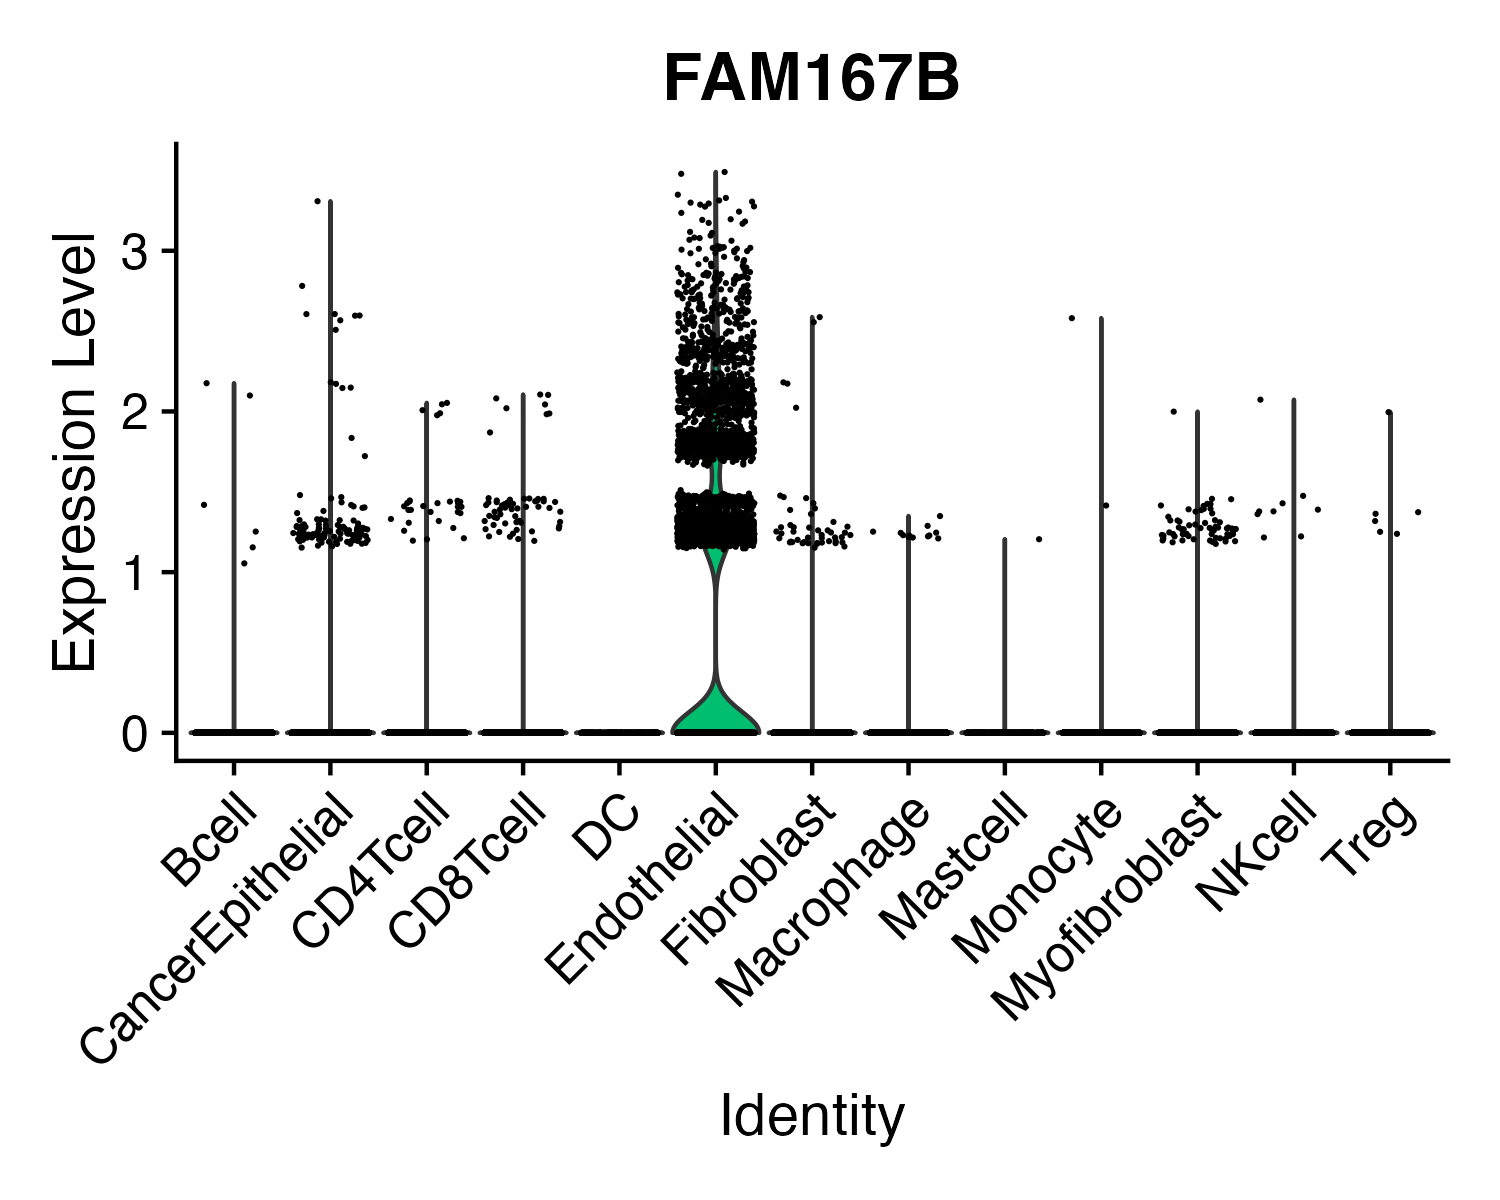 FAM167B
Expression Level
3
2
1
0
Bcell
CancerEpithelial
CD4Tcell
CD8Tcell
DC
Endothelial
Fibroblast
Macrophage
Mastcell
Monocyte
Myofibroblast
NKcell
Treg
Identity